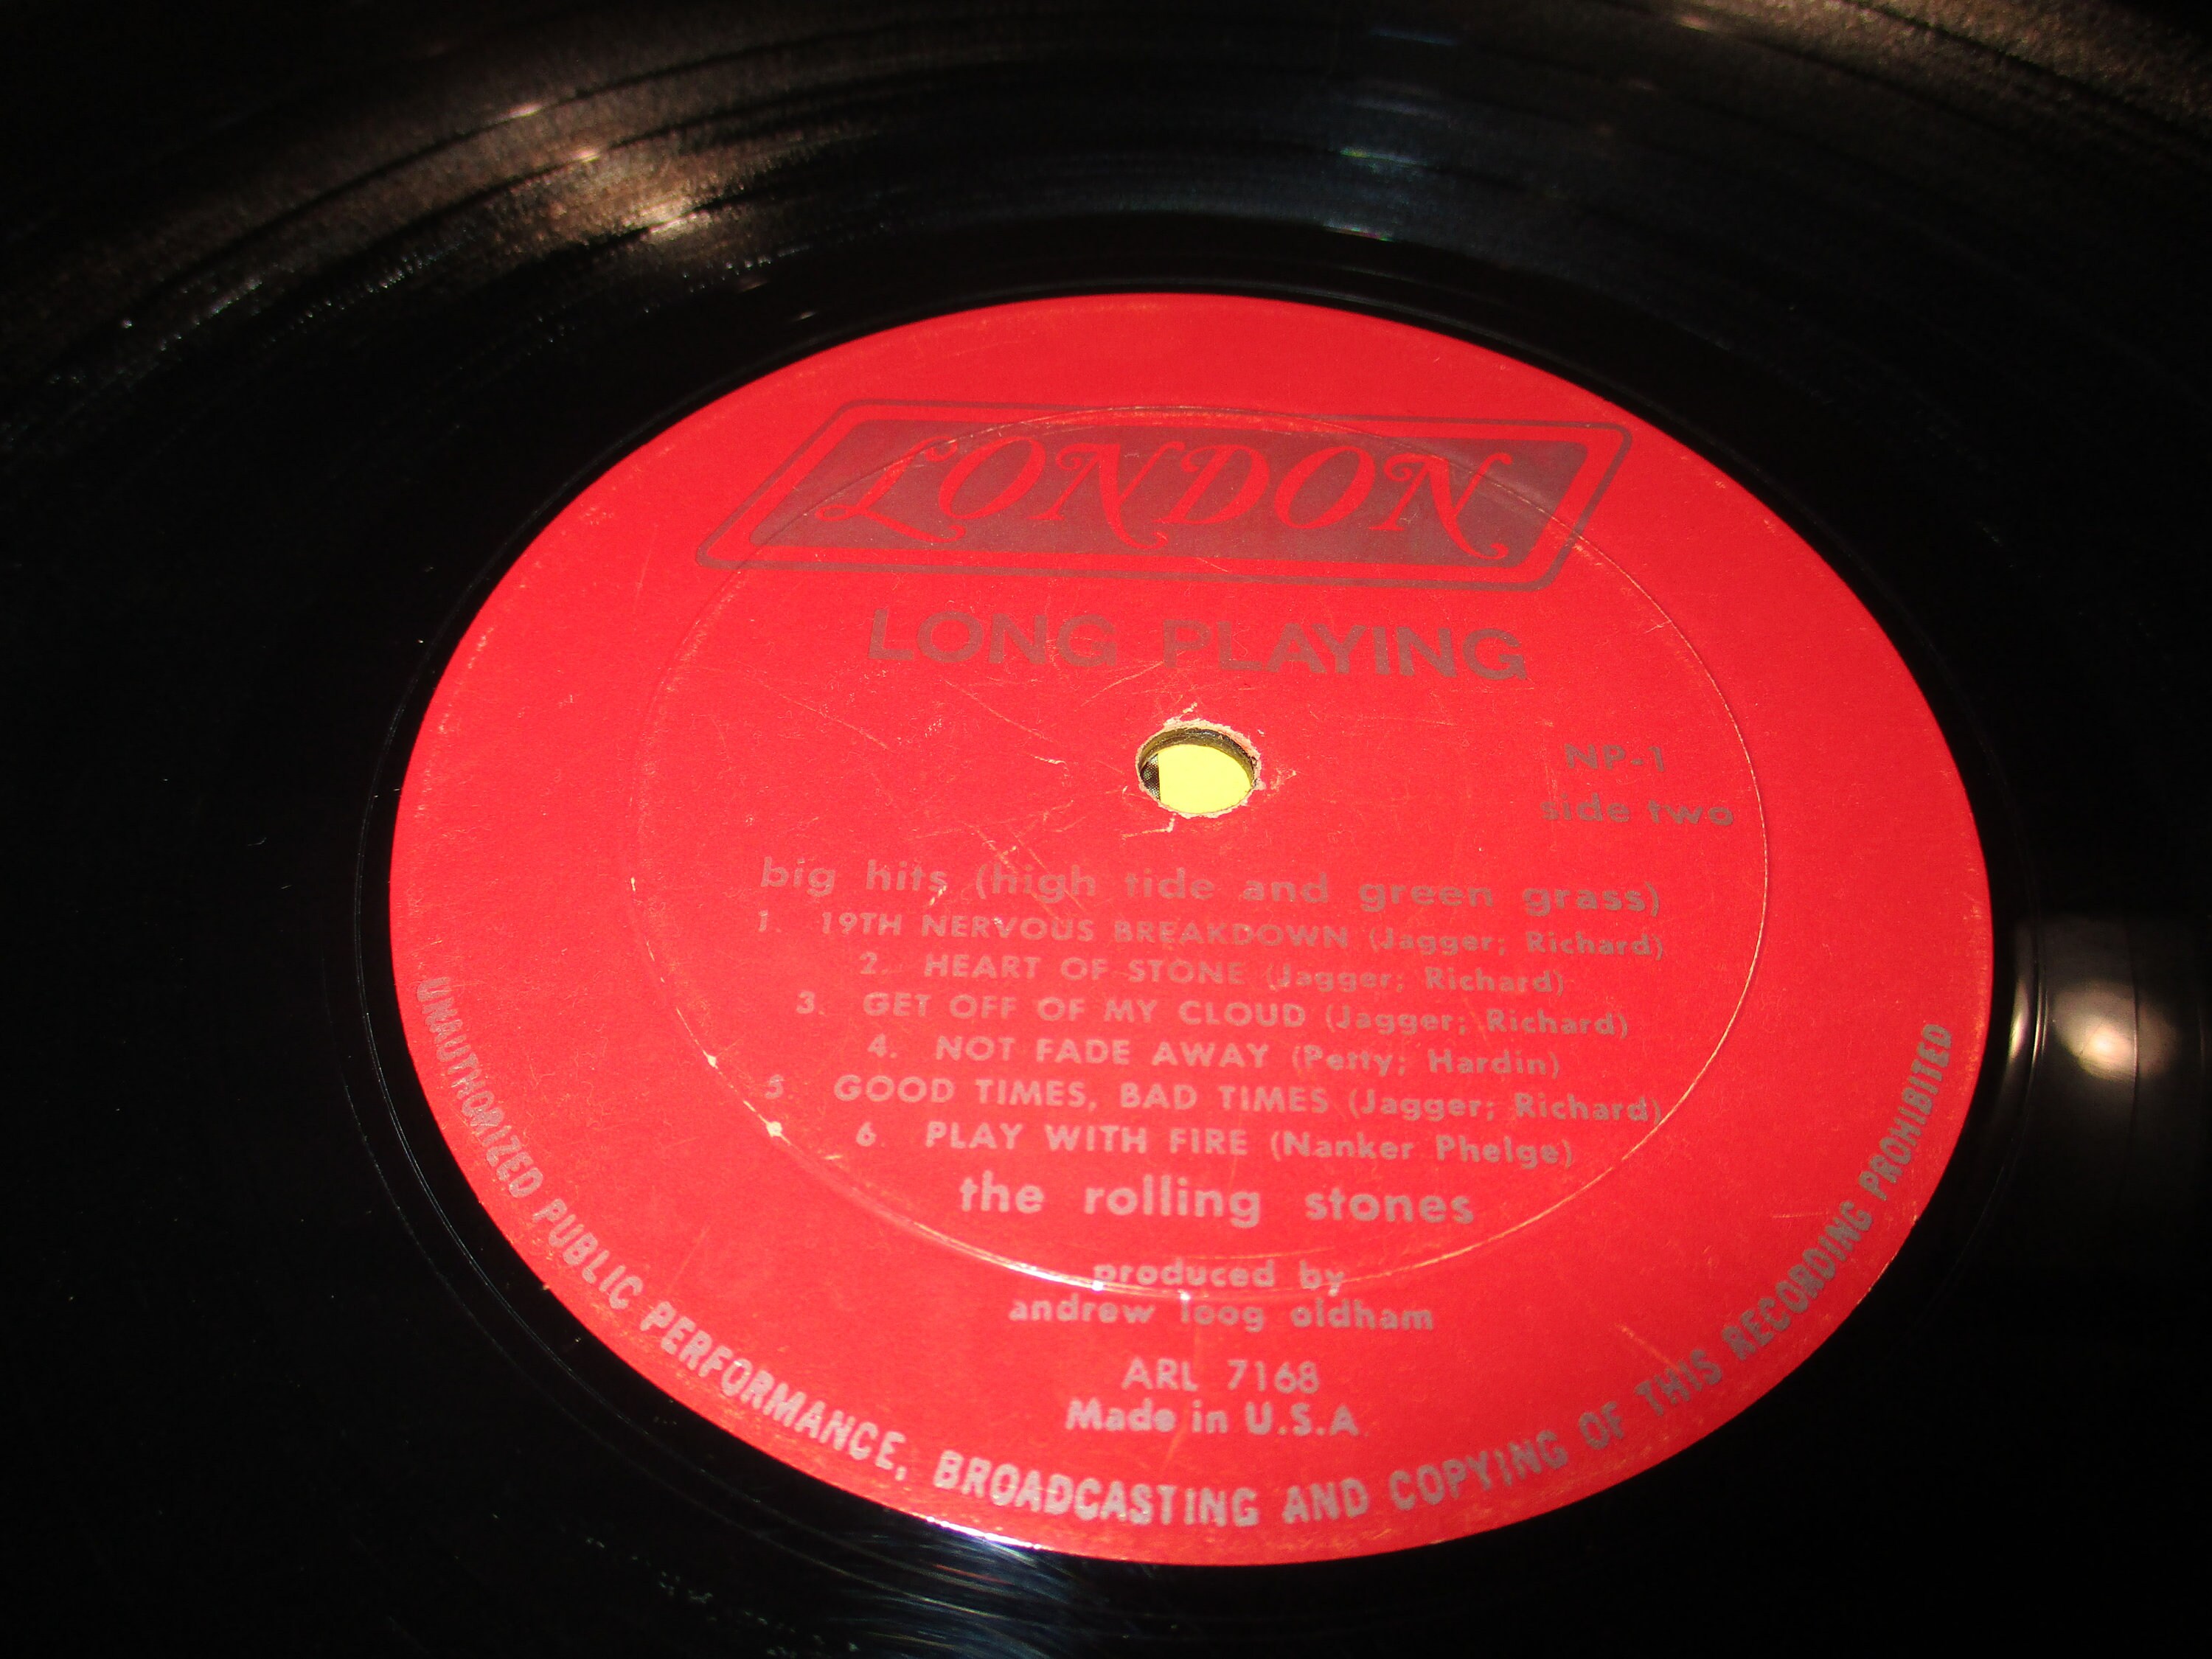 LONDON
LONG PLAYING
NP-1
side two
big hits (high tide and green grass)
1. 19TH NERVOUS BREAKDOWN (Jagger; Richard)
2. HEART OF STONE (Jagger; Richard)
3. GET OFF OF MY CLOUD (Jagger; Richard)
4. NOT FADE AWAY (Petty; Hardin)
5. GOOD TIMES, BAD TIMES (Jagger; Richard)
6. PLAY WITH FIRE (Nanker Phelge)
the rolling stones
produced by
andrew loog oldham
ARL 7168
Made in U.S.A.
UNAUTHORIZED PUBLIC PERFORMANCE, BROADCASTING AND COPYING OF THIS RECORDING PROHIBITED